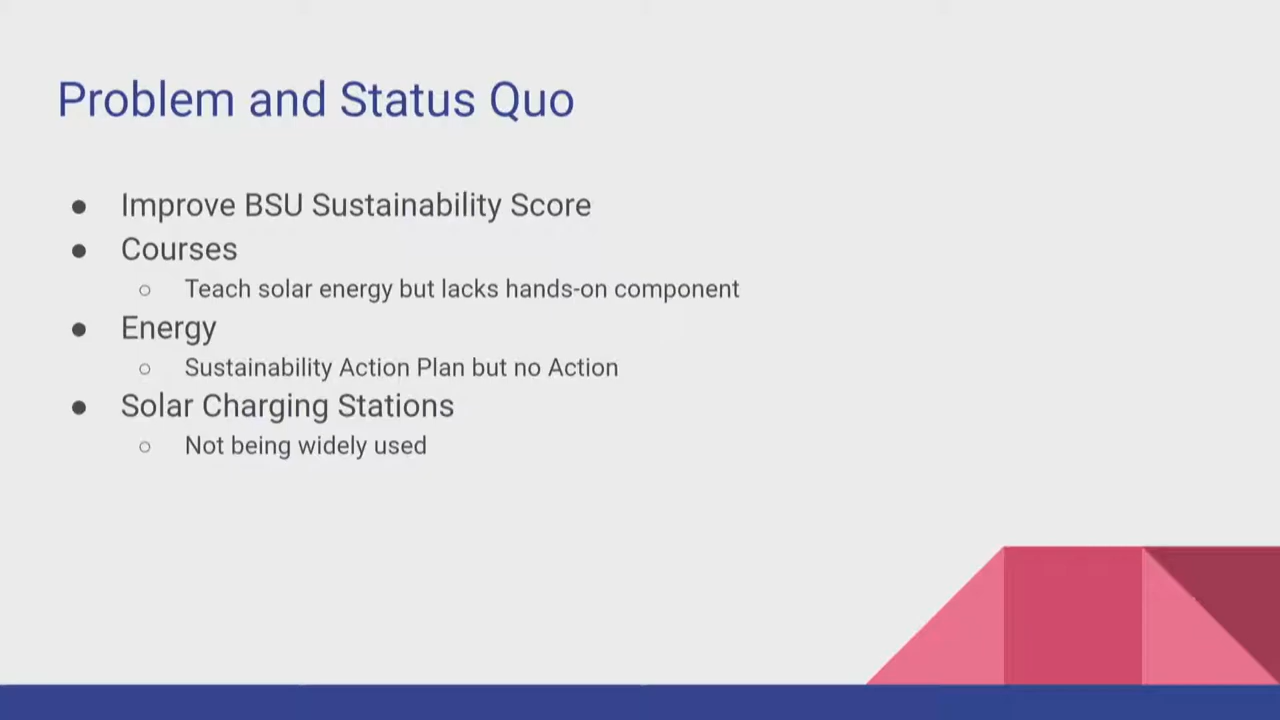 Problem and Status Quo
● Improve BSU Sustainability Score
● Courses
○ Teach solar energy but lacks hands-on component
● Energy
○ Sustainability Action Plan but no Action
● Solar Charging Stations
○ Not being widely used